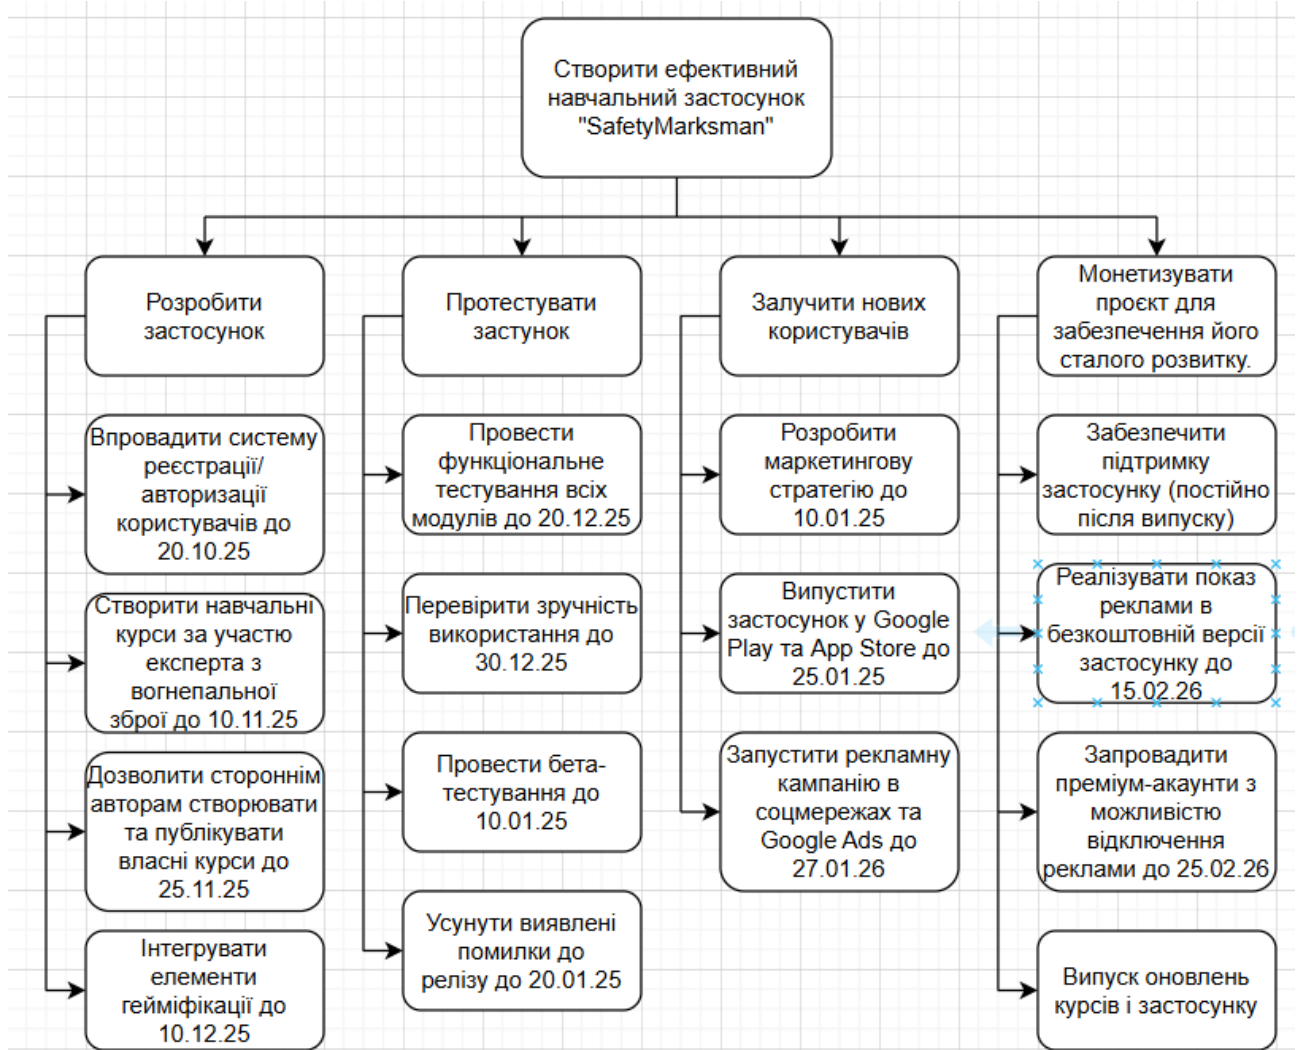 Створити ефективний
навчальний застосунок
"SafetyMarksman"
Розробити
застосунок
Впровадити систему
реєстрації/
авторизації
користувачів до
20.10.25
Створити навчальні
курси за участю
експерта з
вогнепальної
зброї до 10.11.25
Дозволити стороннім
авторам створювати
та публікувати
власні курси до
25.11.25
Інтегрувати
елементи
гейміфікації до
10.12.25
Протестувати
застунок
Провести
функціональне
тестування всіх
модулів до 20.12.25
Перевірити зручність
використання до
30.12.25
Провести бета-
тестування до
10.01.25
Усунути виявлені
помилки до
релізу до 20.01.25
Залучити нових
користувачів
Розробити
маркетингову
стратегію до
10.01.25
Випустити
застосунок у Google
Play та App Store до
25.01.25
Запустити рекламну
кампанію в
соцмережах та
Google Ads до
27.01.26
Монетизувати
проєкт для
забезпечення його
сталого розвитку.
Забезпечити
підтримку
застосунку (постійно
після випуску)
Реалізувати показ
реклами в
безкоштовній версії
застосунку до
15.02.26
Запровадити
преміум-акаунти з
можливістю
відключення
реклами до 25.02.26
Випуск оновлень
курсів і застосунку